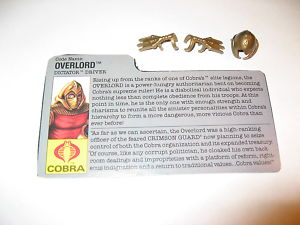 Code Name:
OVERLORD™
DICTATOR™ DRIVER
Rising up from the ranks of one of Cobra's™ elite legions, the
OVERLORD is a power-hungry authoritarian bent on becoming
Cobra's supreme ruler! He is a diabolical individual who expects
nothing less than complete obedience from his troops. At this
point in time, he is the only one with enough strength and
charisma to reunite all the sinister personalities within Cobra's
hierarchy to form a more dangerous, more vicious Cobra than
ever before!
"As far as we can ascertain, the Overlord was a high-ranking
officer of the feared CRIMSON GUARD™ now planning to seize
control of both the Cobra organization and its expanded treasury.
Of course, like any corrupt politician, he cloaked his own back
room dealings and improprieties with a platform of reform, right-
eous indignation and a return to traditional values...Cobra values!"
COBRA